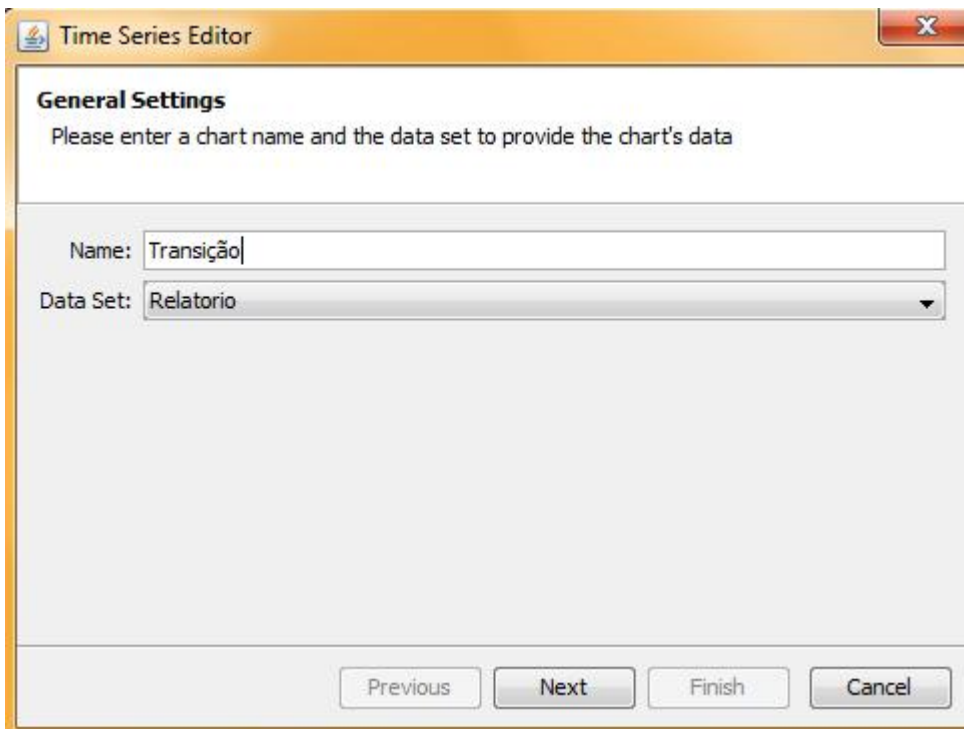 Time Series Editor
General Settings
Please enter a chart name and the data set to provide the chart's data
Name: Transição
Data Set: Relatorio
Previous Next Finish Cancel